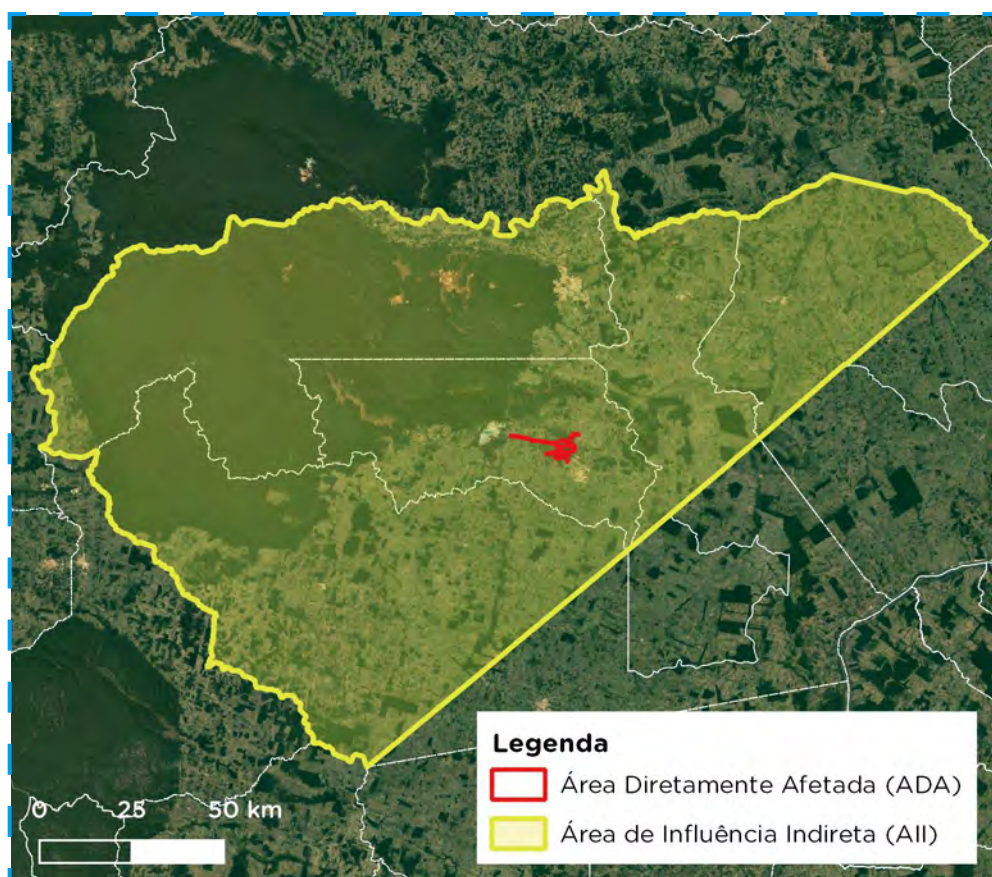 Legenda
Área Diretamente Afetada (ADA)
Área de Influência Indireta (AII)
0 25 50 km